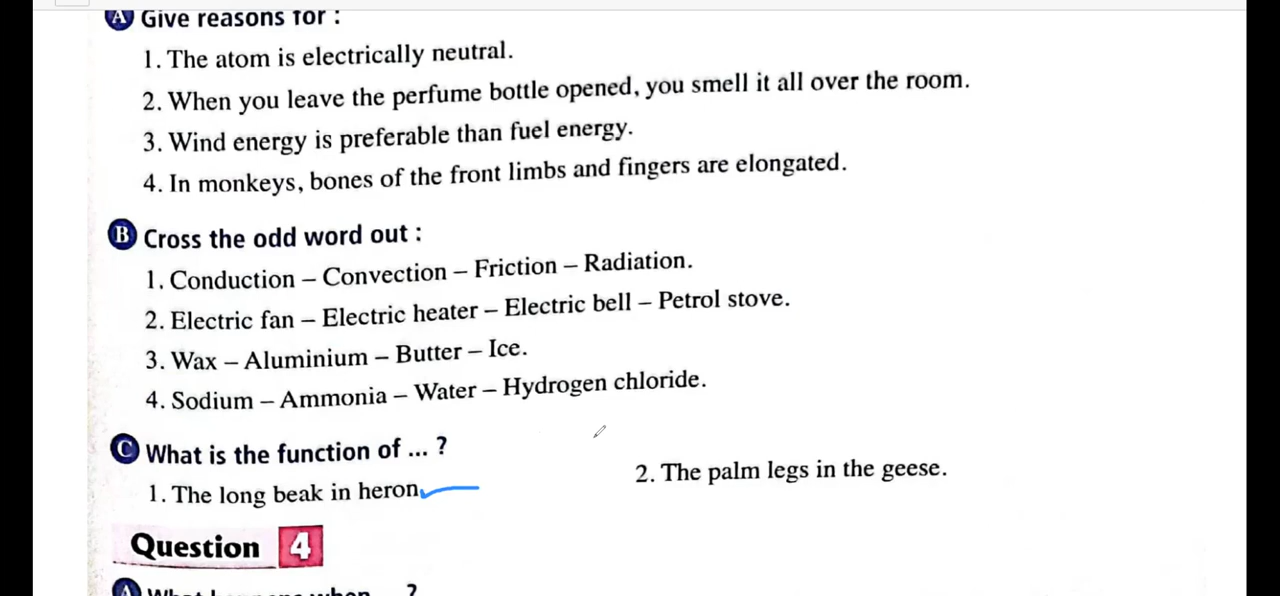 A Give reasons for :
1. The atom is electrically neutral.
2. When you leave the perfume bottle opened, you smell it all over the room.
3. Wind energy is preferable than fuel energy.
4. In monkeys, bones of the front limbs and fingers are elongated.
B Cross the odd word out :
1. Conduction – Convection – Friction – Radiation.
2. Electric fan – Electric heater – Electric bell – Petrol stove.
3. Wax – Aluminium – Butter – Ice.
4. Sodium – Ammonia – Water – Hydrogen chloride.
C What is the function of ... ?
1. The long beak in heron
2. The palm legs in the geese.
Question 4
A What happens when ?